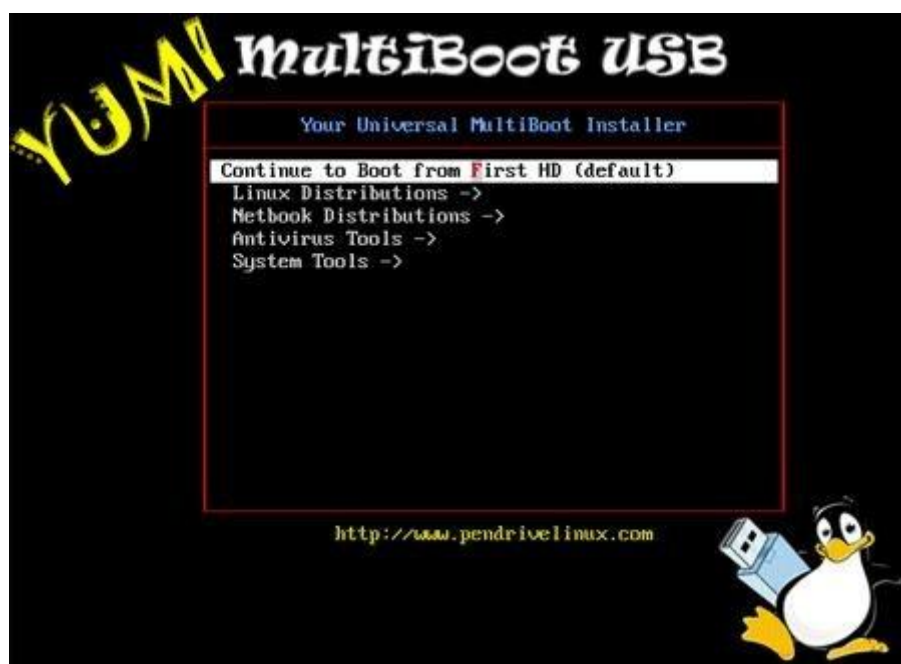 YUMI MultiBoot USB
Your Universal MultiBoot Installer
Continue to Boot from First HD (default)
Linux Distributions ->
Netbook Distributions ->
Antivirus Tools ->
System Tools ->
http://www.pendrivelinux.com